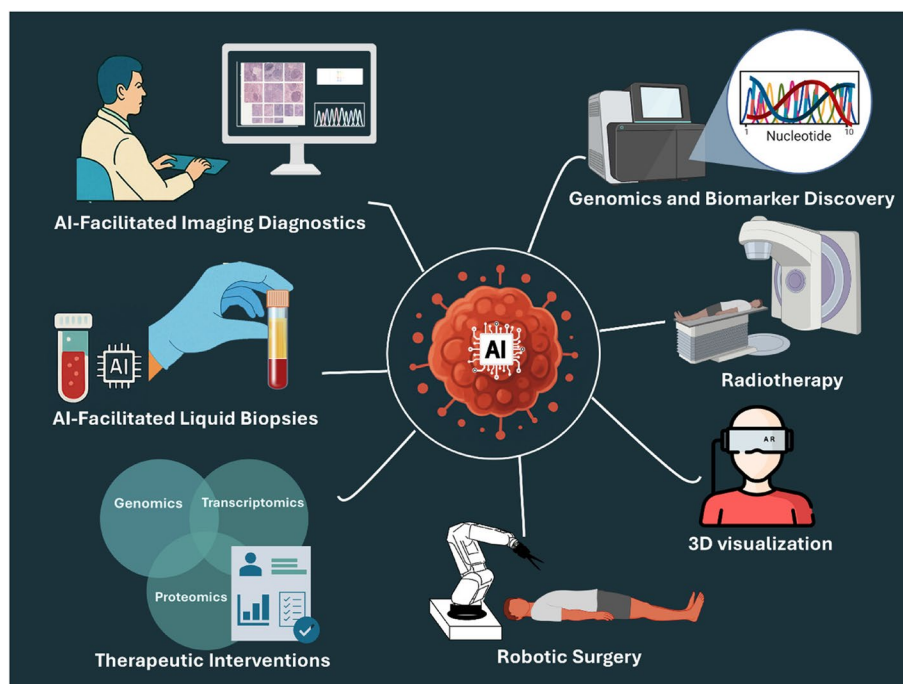 Nucleotide
1
10
AI-Facilitated Imaging Diagnostics
Genomics and Biomarker Discovery
AI
AI
AI-Facilitated Liquid Biopsies
Radiotherapy
AR
Genomics
Transcriptomics
Proteomics
3D visualization
Therapeutic Interventions
Robotic Surgery